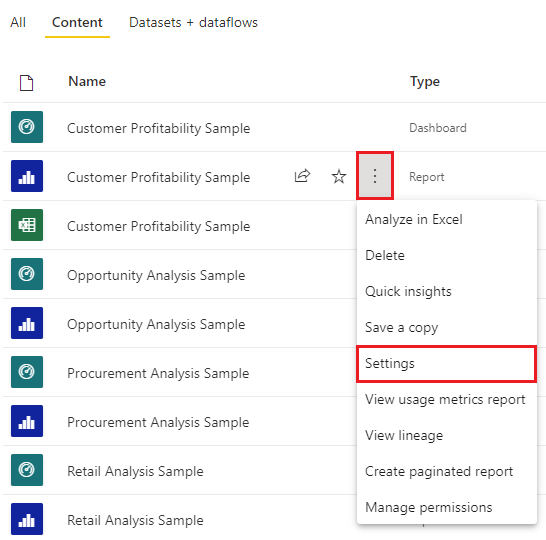 All Content Datasets + dataflows
Name Type
Customer Profitability Sample Dashboard
Customer Profitability Sample Report
Customer Profitability Sample
Opportunity Analysis Sample
Opportunity Analysis Sample
Procurement Analysis Sample
Procurement Analysis Sample
Retail Analysis Sample
Retail Analysis Sample
Analyze in Excel
Delete
Quick insights
Save a copy
Settings
View usage metrics report
View lineage
Create paginated report
Manage permissions